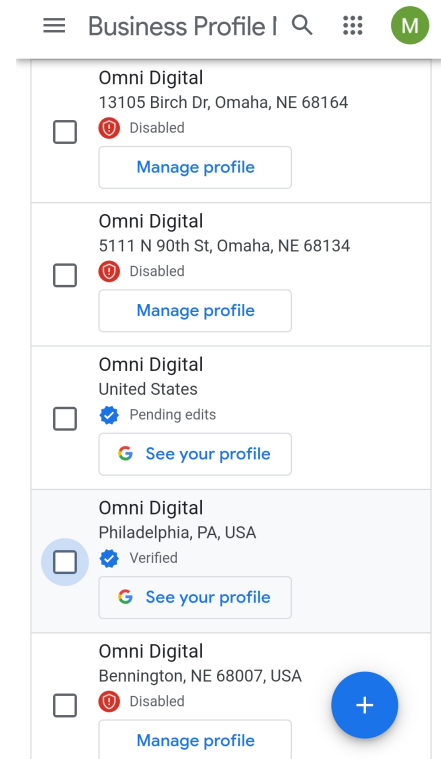 Business Profile
M
Omni Digital
13105 Birch Dr, Omaha, NE 68164
Disabled
Manage profile
Omni Digital
5111 N 90th St, Omaha, NE 68134
Disabled
Manage profile
Omni Digital
United States
Pending edits
G See your profile
Omni Digital
Philadelphia, PA, USA
Verified
G See your profile
Omni Digital
Bennington, NE 68007, USA
Disabled
Manage profile